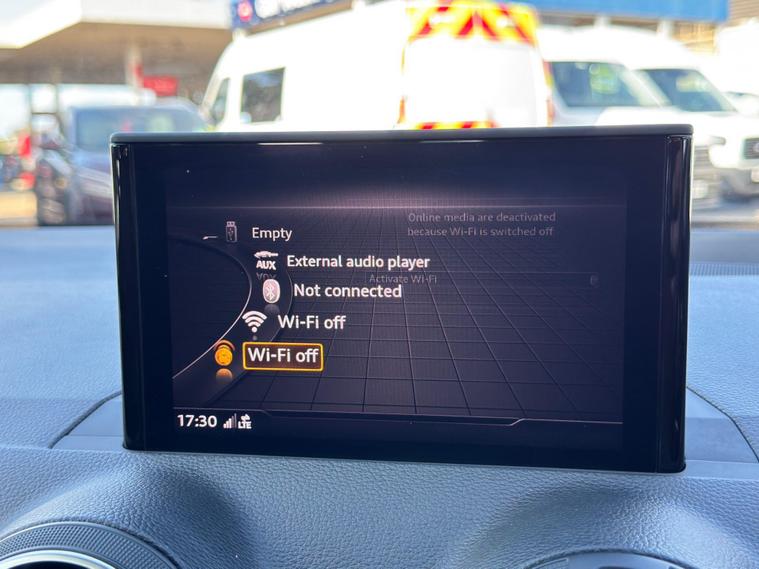 Online media are deactivated
because Wi-Fi is switched off
Empty
AUX External audio player
Activate Wi-Fi
Not connected
Wi-Fi off
Wi-Fi off
17:30 LTE